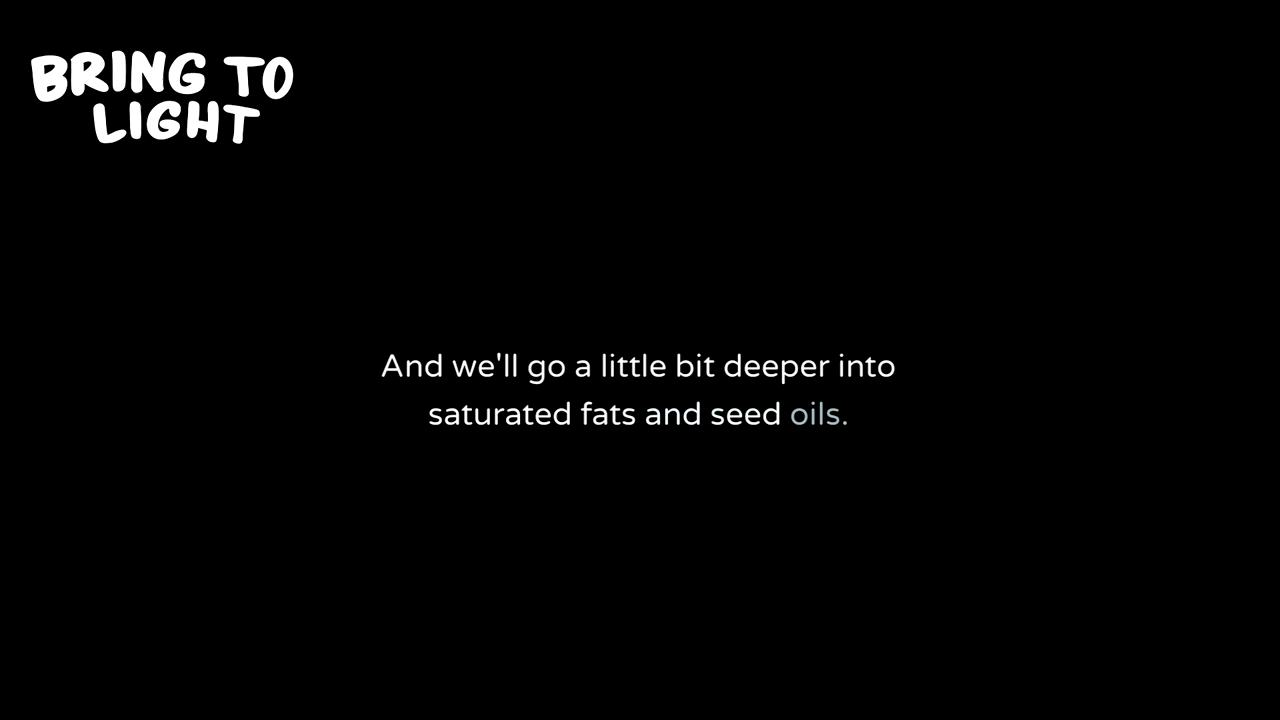 BRING TO
LIGHT
And we'll go a little bit deeper into
saturated fats and seed oils.